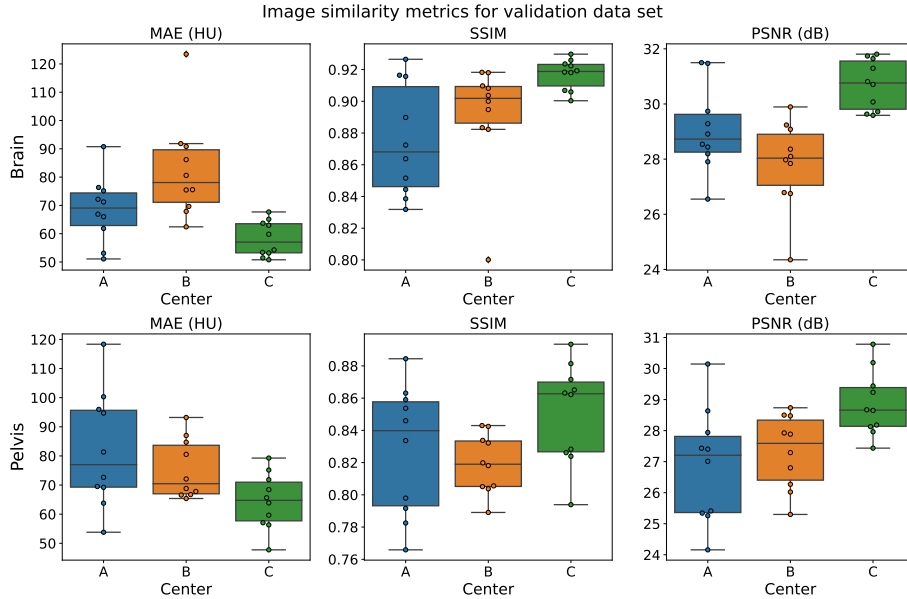 Image similarity metrics for validation data set
MAE (HU)
SSIM
PSNR (dB)
Brain
120
110
100
90
80
70
60
50
0.92
0.90
0.88
0.86
0.84
0.82
0.80
32
30
28
26
24
A B C
A B C
A B C
Center
Center
Center
MAE (HU)
SSIM
PSNR (dB)
Pelvis
120
110
100
90
80
70
60
50
0.88
0.86
0.84
0.82
0.80
0.78
0.76
31
30
29
28
27
26
25
24
A B C
A B C
A B C
Center
Center
Center